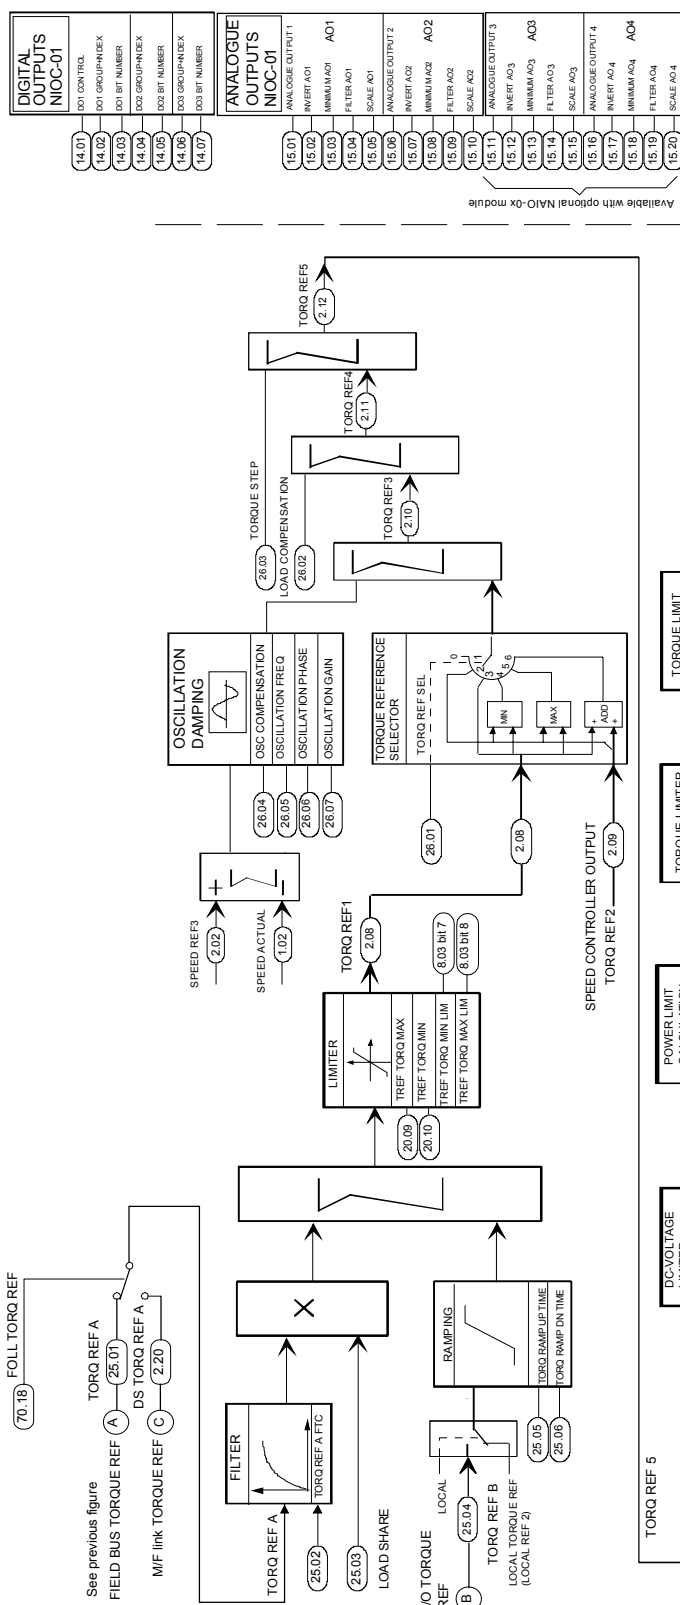 DIGITAL
OUTPUTS
NIOC-01
DO1 CONTROL
DO1 GROUP+INDEX
DO1 BIT NUMBER
DO2 GROUP+INDEX
DO2 BIT NUMBER
DO3 GROUP+INDEX
DO3 BIT NUMBER
14.01
14.02
14.03
14.04
14.05
14.06
14.07
ANALOGUE
OUTPUTS
NIOC-01
ANALOGUE OUTPUT 1
INVERT AO1
AO1
MINIMUM AO1
FILTER AO1
SCALE AO1
ANALOGUE OUTPUT 2
INVERT AO2
AO2
MINIMUM AO2
FILTER AO2
SCALE AO2
ANALOGUE OUTPUT 3
INVERT AO3
AO3
MINIMUM AO3
FILTER AO3
SCALE AO3
ANALOGUE OUTPUT 4
INVERT AO4
AO4
MINIMUM AO4
FILTER AO4
SCALE AO4
15.01
15.02
15.03
15.04
15.05
15.06
15.07
15.08
15.09
15.10
15.11
15.12
15.13
15.14
15.15
15.16
15.17
15.18
15.19
15.20
Available with optional NAIO-0x module
TORQ REF5
2.12
TORQ REF4
2.11
TORQUE STEP
26.03
LOAD COMPENSATION
26.02
TORQ REF3
2.10
OSCILLATION
DAMPING
OSC COMPENSATION
OSCILLATION FREQ
OSCILLATION PHASE
OSCILLATION GAIN
26.04
26.05
26.06
26.07
TORQUE REFERENCE
SELECTOR
TORQ REF SEL
0
1
2
3
4
5
6
MIN
MAX
+
ADD
+
26.01
2.08
SPEED CONTROLLER OUTPUT
TORQ REF2
2.09
+
-
SPEED REF3
2.02
SPEED ACTUAL
1.02
TORQ REF1
2.08
LIMITER
TREF TORQ MAX
TREF TORQ MIN
TREF TORQ MIN LIM
TREF TORQ MAX LIM
8.03 bit 7
8.03 bit 8
20.09
20.10
FOLL TORQ REF
70.18
TORQ REF A
25.01
DS TORQ REF A
2.20
See previous figure
FIELD BUS TORQUE REF A
M/F link TORQUE REF C
X
FILTER
TORQ REF A FTC
TORQ REF A
25.02
25.03
LOAD SHARE
RAMPING
TORQ RAMP UP TIME
TORQ RAMP DN TIME
25.05
25.06
LOCAL
25.04
TORQ REF B
LOCAL TORQUE REF
(LOCAL REF 2)
/O TORQUE
REF
B
TORQ REF 5
TORQUE LIMIT
TORQUE LIMITER
POWER LIMIT
DC-VOLTAGE